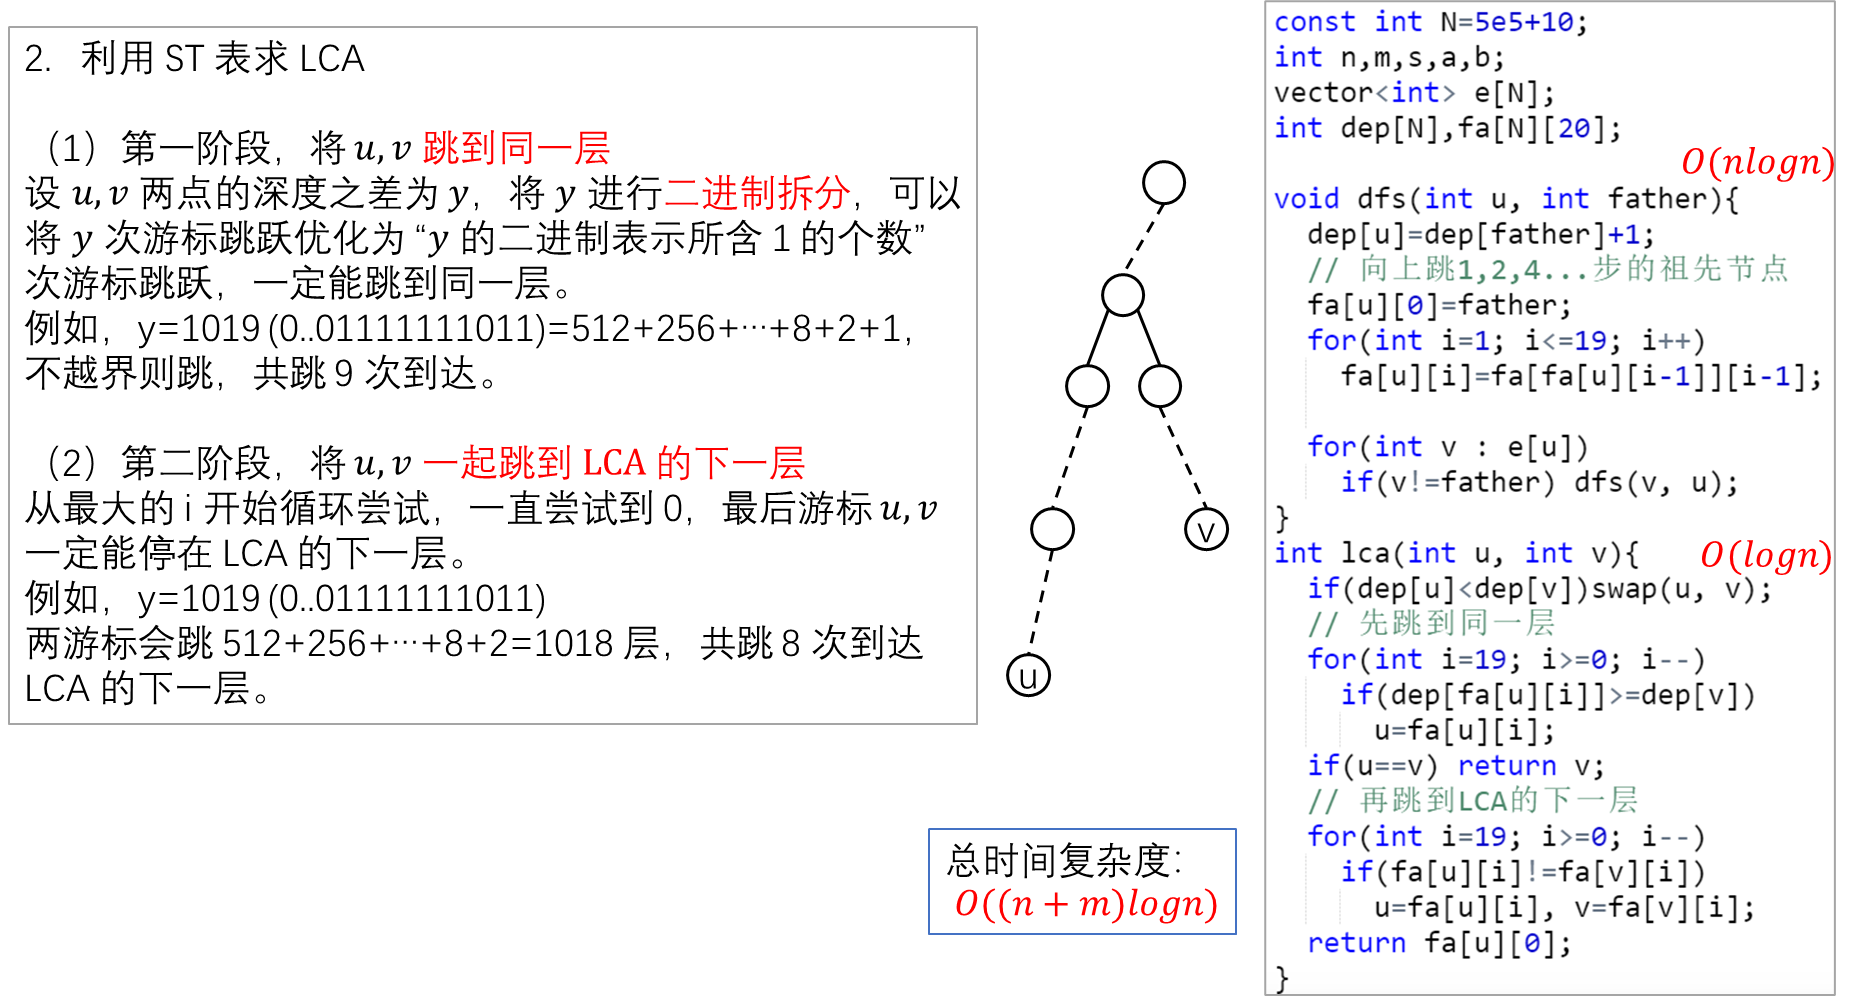 2. 利用 ST 表求 LCA
（1）第一阶段，将 u,v 跳到同一层
设 u,v 两点的深度之差为 y，将 y 进行二进制拆分，可以
将 y 次游标跳跃优化为 “y 的二进制表示所含 1 的个数”
次游标跳跃，一定能跳到同一层。
例如，y=1019 (0..01111111011)=512+256+···+8+2+1，
不越界则跳，共跳 9 次到达。
（2）第二阶段，将 u,v 一起跳到 LCA 的下一层
从最大的 i 开始循环尝试，一直尝试到 0，最后游标 u,v
一定能停在 LCA 的下一层。
例如，y=1019 (0..01111111011)
两游标会跳 512+256+···+8+2=1018 层，共跳 8 次到达
LCA 的下一层。
u
v
总时间复杂度：
O((n + m)logn)
const int N=5e5+10;
int n,m,s,a,b;
vector<int> e[N];
int dep[N],fa[N][20];
O(nlogn)
void dfs(int u, int father){
  dep[u]=dep[father]+1;
  // 向上跳1,2,4...步的祖先节点
  fa[u][0]=father;
  for(int i=1; i<=19; i++)
    fa[u][i]=fa[fa[u][i-1]][i-1];
  for(int v : e[u])
    if(v!=father) dfs(v, u);
}
int lca(int u, int v){
O(logn)
  if(dep[u]<dep[v])swap(u, v);
  // 先跳到同一层
  for(int i=19; i>=0; i--)
    if(dep[fa[u][i]]>=dep[v])
      u=fa[u][i];
  if(u==v) return v;
  // 再跳到LCA的下一层
  for(int i=19; i>=0; i--)
    if(fa[u][i]!=fa[v][i])
      u=fa[u][i], v=fa[v][i];
  return fa[u][0];
}